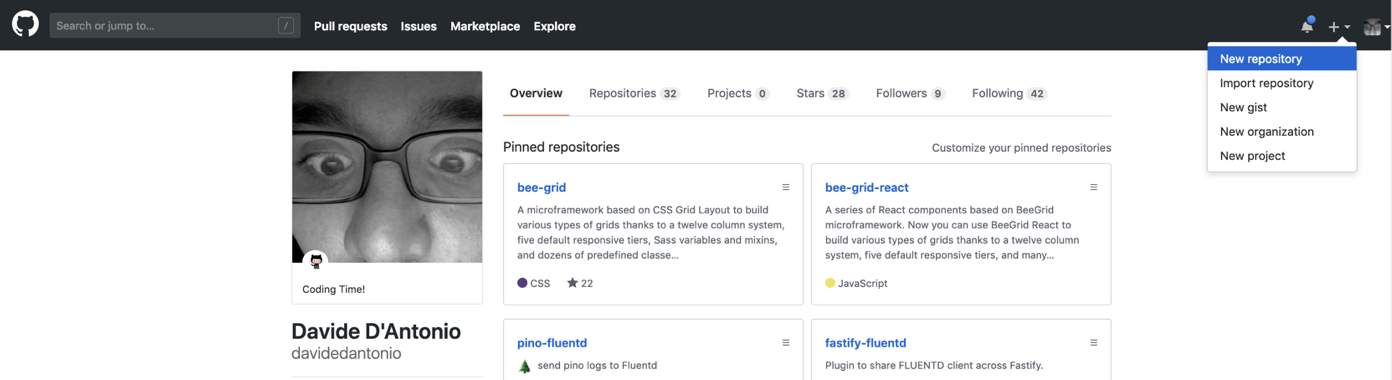 Search or jump to... /
Pull requests
Issues
Marketplace
Explore
New repository
Import repository
New gist
New organization
New project
Overview
Repositories 32
Projects 0
Stars 28
Followers 9
Following 42
Coding Time!
Davide D'Antonio
davidedantonio
Pinned repositories
Customize your pinned repositories
bee-grid
A microframework based on CSS Grid Layout to build
various types of grids thanks to a twelve column system,
five default responsive tiers, Sass variables and mixins,
and dozens of predefined classe...
CSS 22
bee-grid-react
A series of React components based on BeeGrid
microframework. Now you can use BeeGrid React to
build various types of grids thanks to a twelve column
system, five default responsive tiers, and many...
JavaScript
pino-fluentd
send pino logs to Fluentd
fastify-fluentd
Plugin to share FLUENTD client across Fastify.